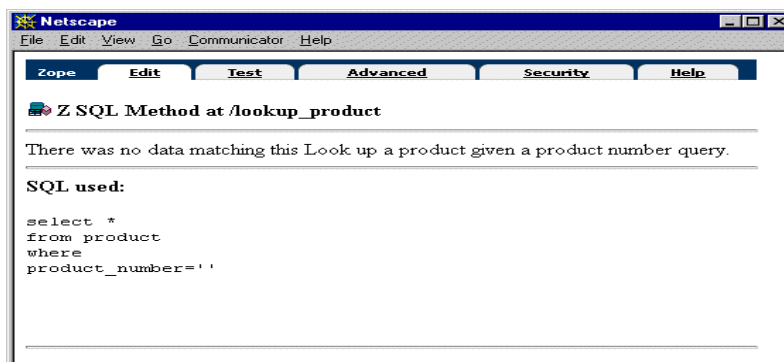 Netscape
File Edit View Go Communicator Help
Zope Edit Test Advanced Security Help
Z SQL Method at /lookup_product
There was no data matching this Look up a product given a product number query.
SQL used:
select *
from product
where
product_number=''